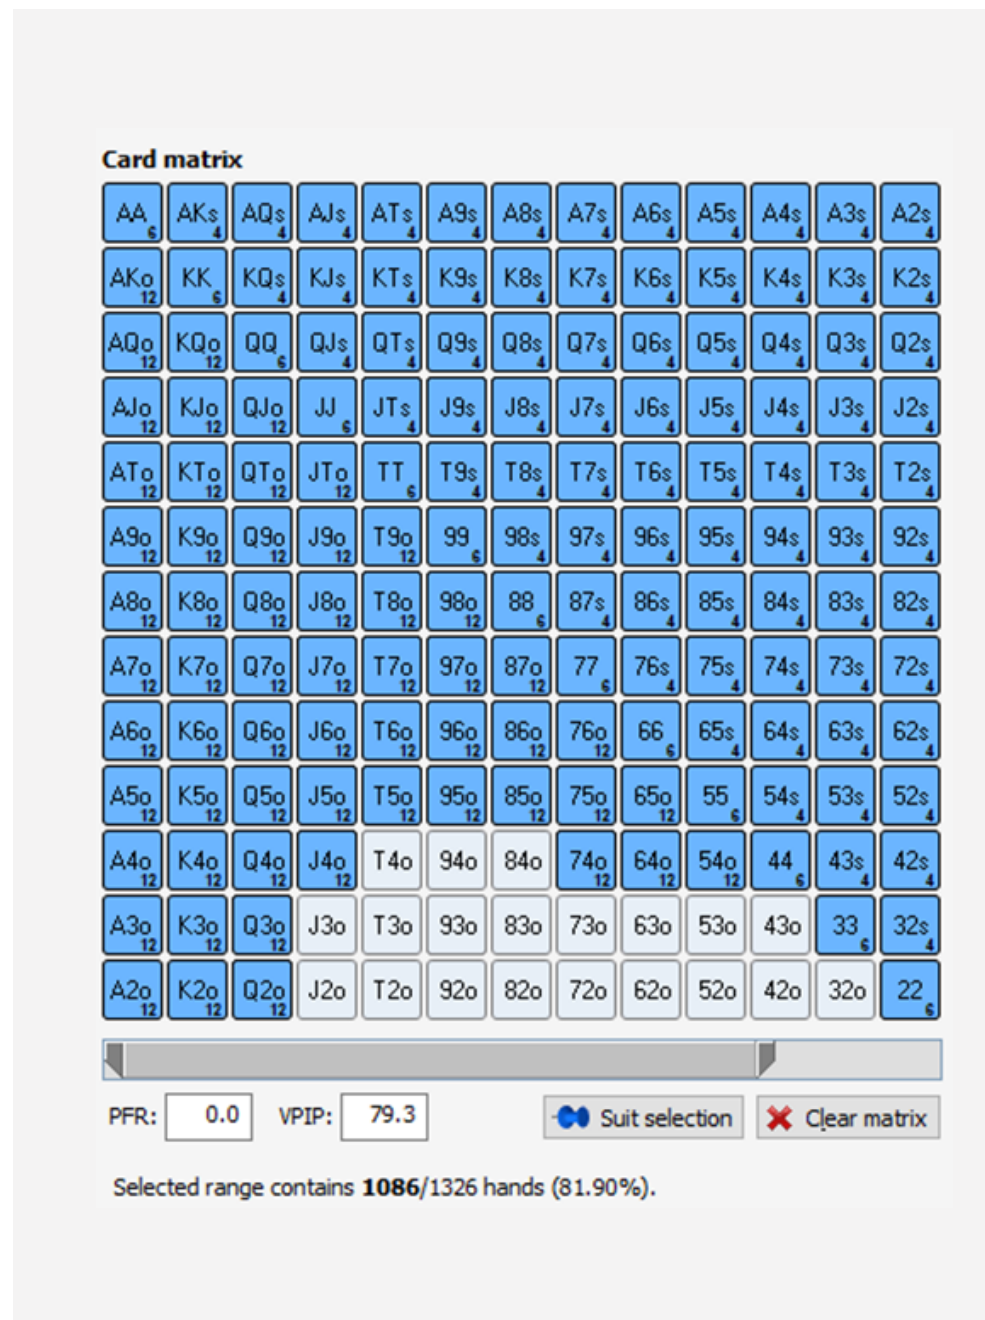 Card matrix
AA 6 AKs 4 AQs 4 AJs 4 ATs 4 A9s 4 A8s 4 A7s 4 A6s 4 A5s 4 A4s 4 A3s 4 A2s 4
AKo 12 KK 6 KQs 4 KJs 4 KTs 4 K9s 4 K8s 4 K7s 4 K6s 4 K5s 4 K4s 4 K3s 4 K2s 4
AQo 12 KQo 12 QQ 6 QJs 4 QTs 4 Q9s 4 Q8s 4 Q7s 4 Q6s 4 Q5s 4 Q4s 4 Q3s 4 Q2s 4
AJo 12 KJo 12 QJo 12 JJ 6 JTs 4 J9s 4 J8s 4 J7s 4 J6s 4 J5s 4 J4s 4 J3s 4 J2s 4
ATo 12 KTo 12 QTo 12 JTo 12 TT 6 T9s 4 T8s 4 T7s 4 T6s 4 T5s 4 T4s 4 T3s 4 T2s 4
A9o 12 K9o 12 Q9o 12 J9o 12 T9o 12 99 6 98s 4 97s 4 96s 4 95s 4 94s 4 93s 4 92s 4
A8o 12 K8o 12 Q8o 12 J8o 12 T8o 12 98o 12 88 6 87s 4 86s 4 85s 4 84s 4 83s 4 82s 4
A7o 12 K7o 12 Q7o 12 J7o 12 T7o 12 97o 12 87o 12 77 6 76s 4 75s 4 74s 4 73s 4 72s 4
A6o 12 K6o 12 Q6o 12 J6o 12 T6o 12 96o 12 86o 12 76o 12 66 6 65s 4 64s 4 63s 4 62s 4
A5o 12 K5o 12 Q5o 12 J5o 12 T5o 12 95o 12 85o 12 75o 12 65o 12 55 6 54s 4 53s 4 52s 4
A4o 12 K4o 12 Q4o 12 J4o 12 T4o 94o 84o 74o 12 64o 12 54o 12 44 6 43s 4 42s 4
A3o 12 K3o 12 Q3o 12 J3o T3o 93o 83o 73o 63o 53o 43o 33 6 32s 4
A2o 12 K2o 12 Q2o 12 J2o T2o 92o 82o 72o 62o 52o 42o 32o 22 6
PFR: 0.0 VPIP: 79.3 Suit selection Clear matrix
Selected range contains 1086/1326 hands (81.90%).